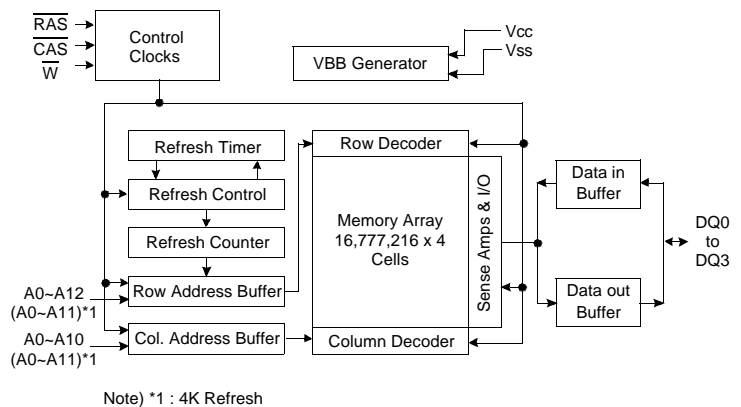 RAS
CAS
W
Control
Clocks
VBB Generator
Vcc
Vss
Refresh Timer
Refresh Control
Refresh Counter
Row Address Buffer
Col. Address Buffer
A0~A12
(A0~A11)*1
A0~A10
(A0~A11)*1
Row Decoder
Memory Array
16,777,216 x 4
Cells
Sense Amps & I/O
Column Decoder
Data in
Buffer
Data out
Buffer
DQ0
to
DQ3
Note) *1 : 4K Refresh